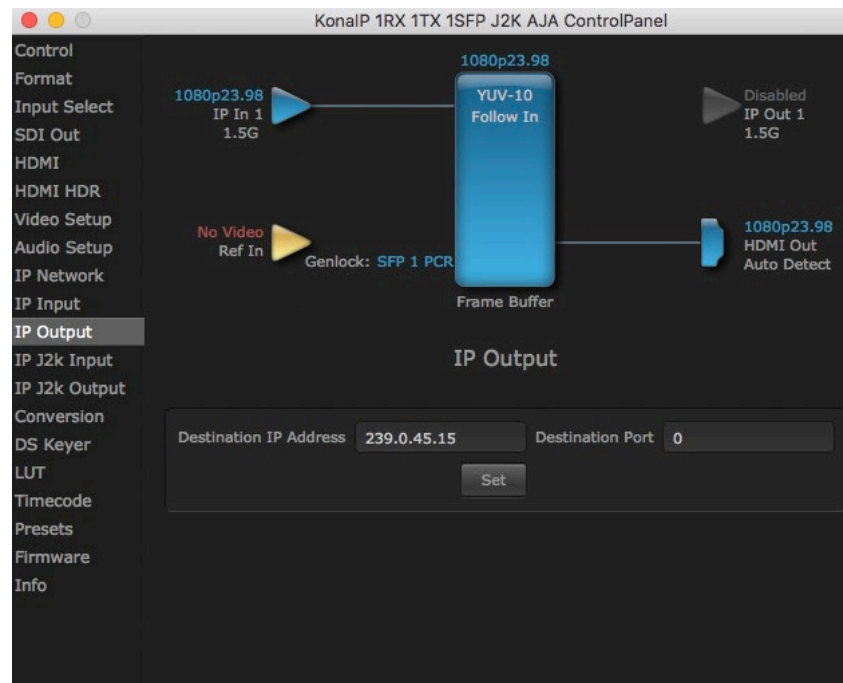 KonaIP 1RX 1TX 1SFP J2K AJA ControlPanel
Control
Format
Input Select
SDI Out
HDMI
HDMI HDR
Video Setup
Audio Setup
IP Network
IP Input
IP Output
IP J2k Input
IP J2k Output
Conversion
DS Keyer
LUT
Timecode
Presets
Firmware
Info
1080p23.98
IP In 1
1.5G
No Video
Ref In
Genlock: SFP 1 PCR
1080p23.98
YUV-10
Follow In
Frame Buffer
Disabled
IP Out 1
1.5G
1080p23.98
HDMI Out
Auto Detect
IP Output
Destination IP Address 239.0.45.15 Destination Port 0
Set